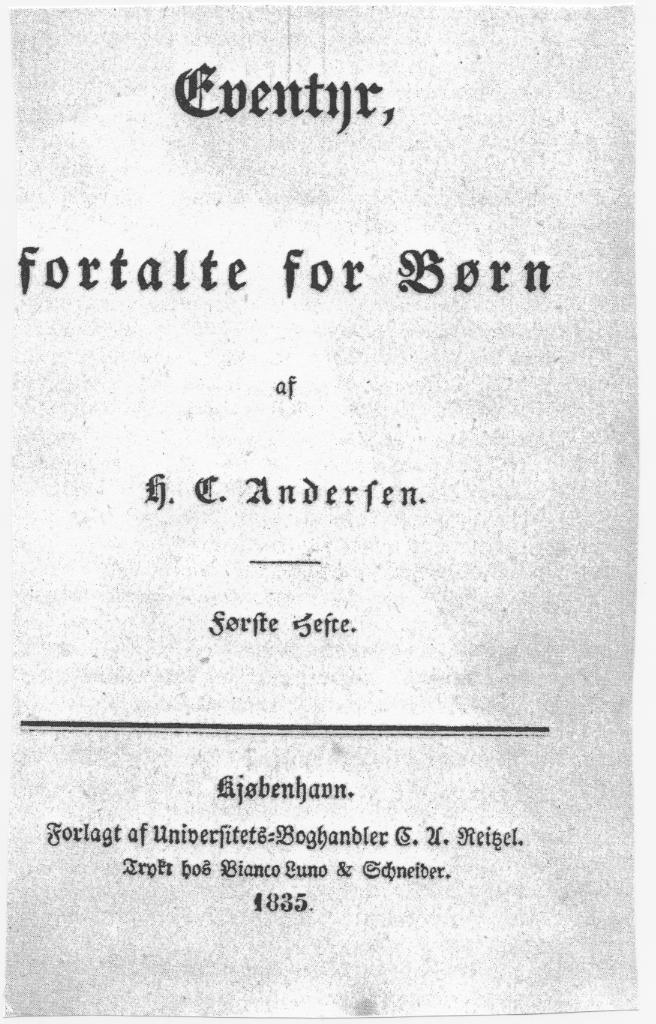 Eventyr,
fortalte for Børn
af
H. C. Andersen.
Første Hefte.
Kjøbenhavn.
Forlagt af Universitets-Boghandler C. A. Reitzel.
Trykt hos Bianco Luno & Schneider.
1835.